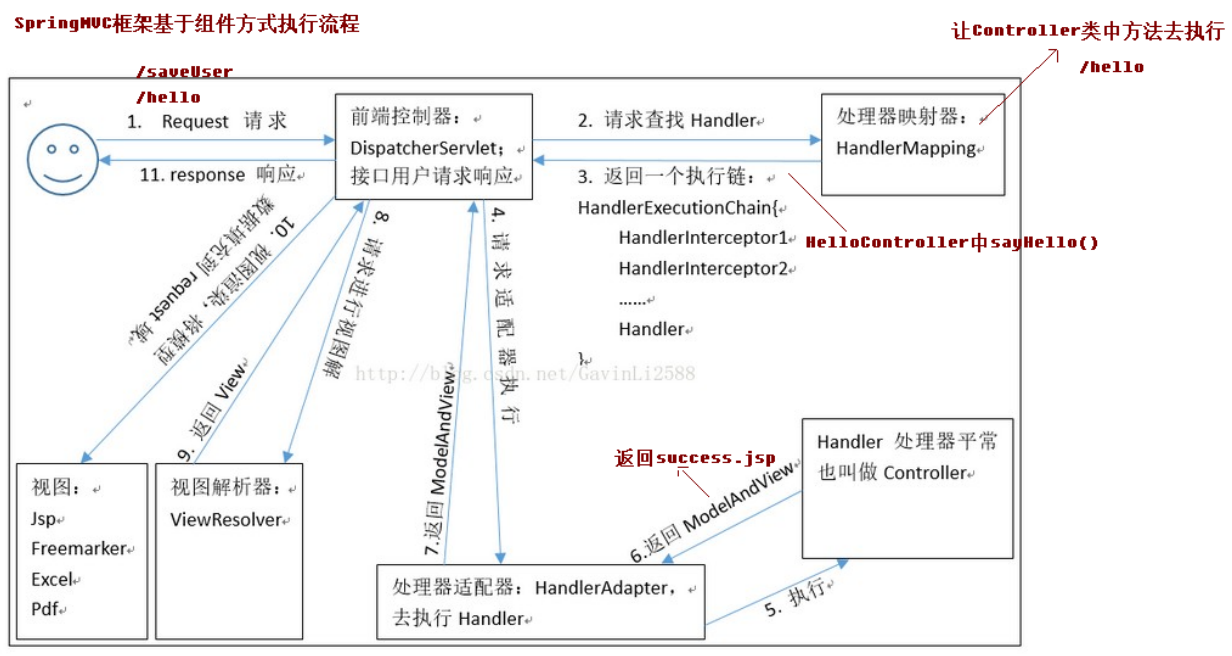 SpringMVC框架基于组件方式执行流程
让Controller类中方法去执行
/hello
/saveUser
/hello
1. Request 请求
11. response 响应
前端控制器：
DispatcherServlet；
接口用户请求响应
2. 请求查找 Handler
3. 返回一个执行链：
HandlerExecutionChain{
HandlerInterceptor1
HandlerInterceptor2
……
Handler
}
处理器映射器：
HandlerMapping
HelloController中sayHello()
10. 视图渲染，将模型
数据填充到 request 域
8. 请求进行视图解
4. 请求适配器执行
9. 返回 View
7.返回 ModelAndView
http://blog.csdn.net/GavinLi2588
返回success.jsp
6.返回 ModelAndView
Handler 处理器平常
也叫做 Controller
视图：
Jsp
Freemarker
Excel
Pdf
视图解析器：
ViewResolver
处理器适配器：HandlerAdapter，
去执行 Handler
5. 执行